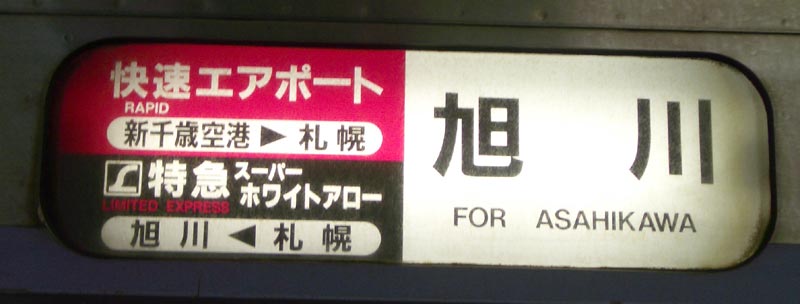 快速エアポート
RAPID
新千歳空港 ▶ 札幌
特急 スーパー
ホワイトアロー
LIMITED EXPRESS
旭川 ◀ 札幌
旭 川
FOR ASAHIKAWA